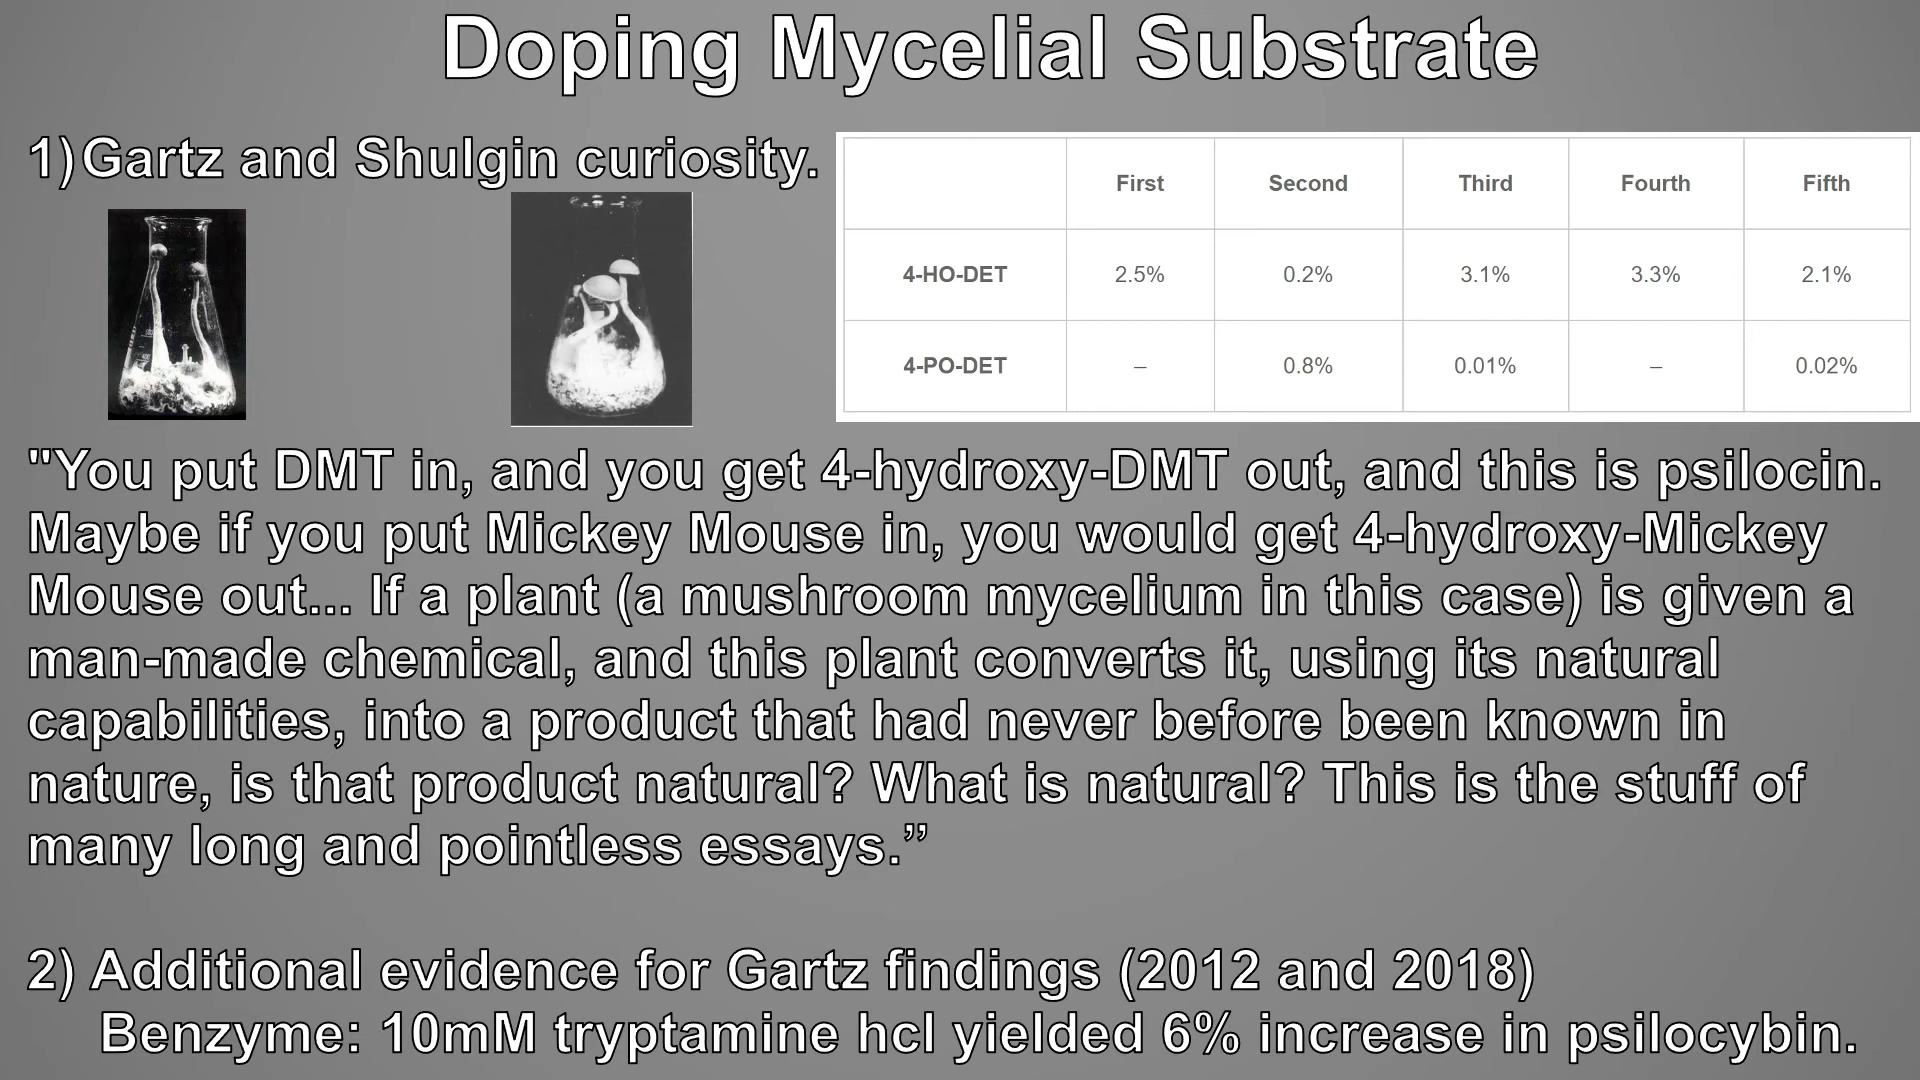 Doping Mycelial Substrate
1) Gartz and Shulgin curiosity.
First Second Third Fourth Fifth
4-HO-DET 2.5% 0.2% 3.1% 3.3% 2.1%
4-PO-DET – 0.8% 0.01% – 0.02%
"You put DMT in, and you get 4-hydroxy-DMT out, and this is psilocin.
Maybe if you put Mickey Mouse in, you would get 4-hydroxy-Mickey
Mouse out... If a plant (a mushroom mycelium in this case) is given a
man-made chemical, and this plant converts it, using its natural
capabilities, into a product that had never before been known in
nature, is that product natural? What is natural? This is the stuff of
many long and pointless essays.”
2) Additional evidence for Gartz findings (2012 and 2018)
Benzyme: 10mM tryptamine hcl yielded 6% increase in psilocybin.